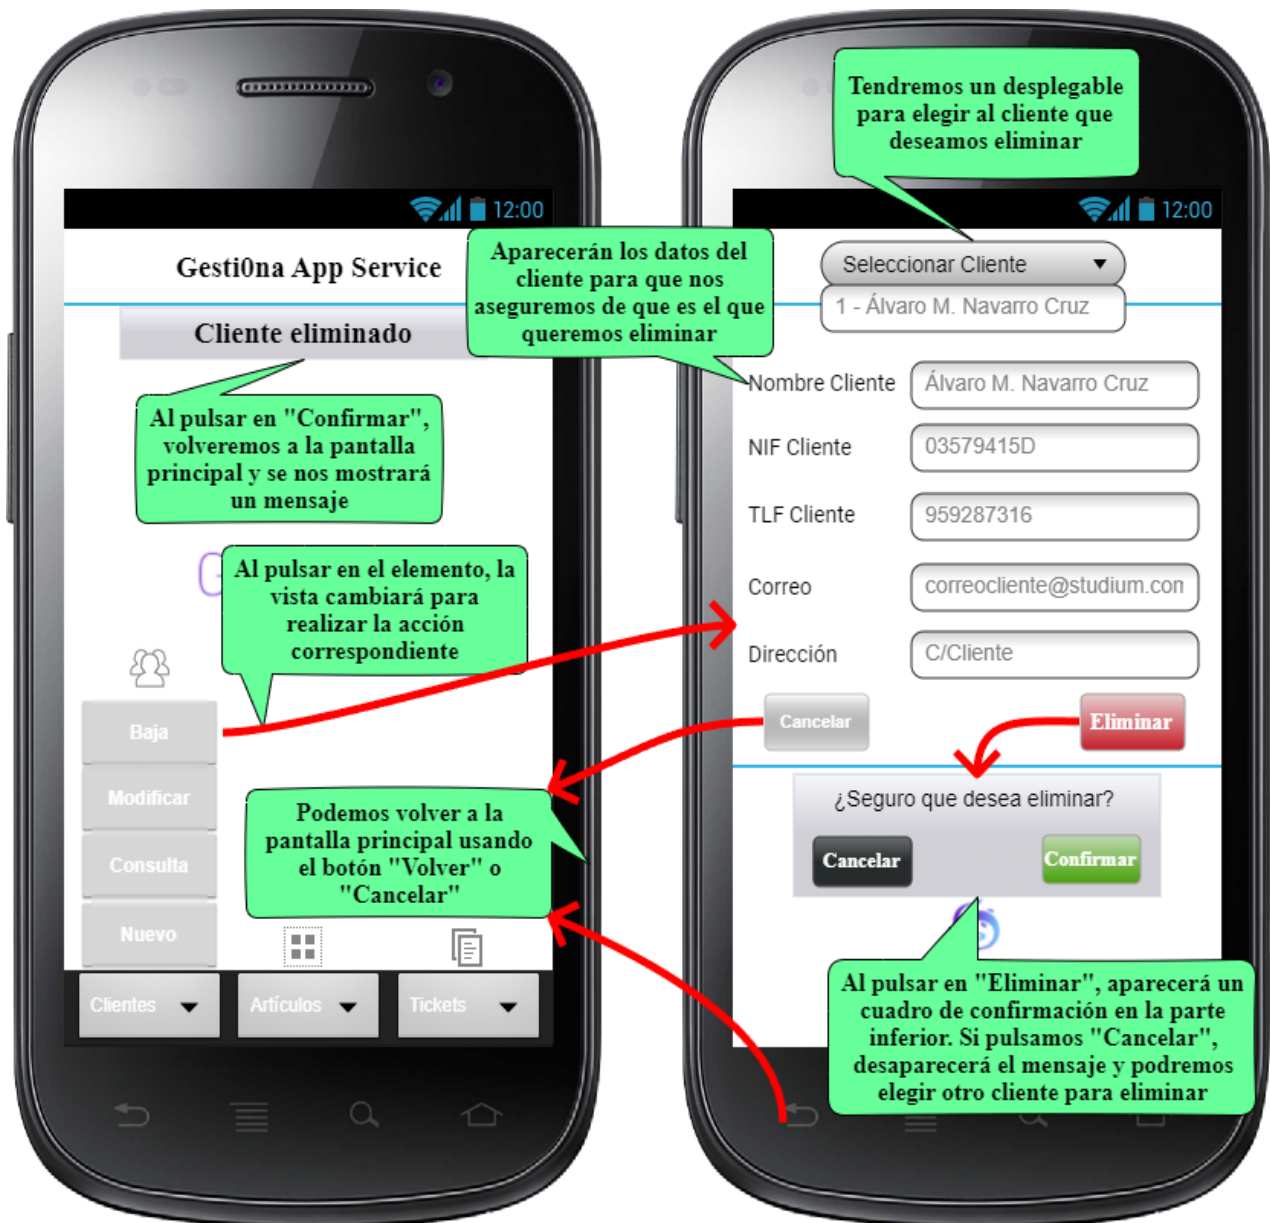 12:00
Gesti0na App Service
Cliente eliminado
Al pulsar en "Confirmar",
volveremos a la pantalla
principal y se nos mostrará
un mensaje
G
Al pulsar en el elemento, la
vista cambiará para
realizar la acción
correspondiente
Baja
Modificar
Consulta
Nuevo
Podemos volver a la
pantalla principal usando
el botón "Volver" o
"Cancelar"
Clientes
Artículos
Tickets
Tendremos un desplegable
para elegir al cliente que
deseamos eliminar
12:00
Aparecerán los datos del
cliente para que nos
aseguremos de que es el que
queremos eliminar
Seleccionar Cliente
1 - Álvaro M. Navarro Cruz
Nombre Cliente Álvaro M. Navarro Cruz
NIF Cliente 03579415D
TLF Cliente 959287316
Correo correocliente@studium.com
Dirección C/Cliente
Cancelar Eliminar
¿Seguro que desea eliminar?
Cancelar Confirmar
Al pulsar en "Eliminar", aparecerá un
cuadro de confirmación en la parte
inferior. Si pulsamos "Cancelar",
desaparecerá el mensaje y podremos
elegir otro cliente para eliminar